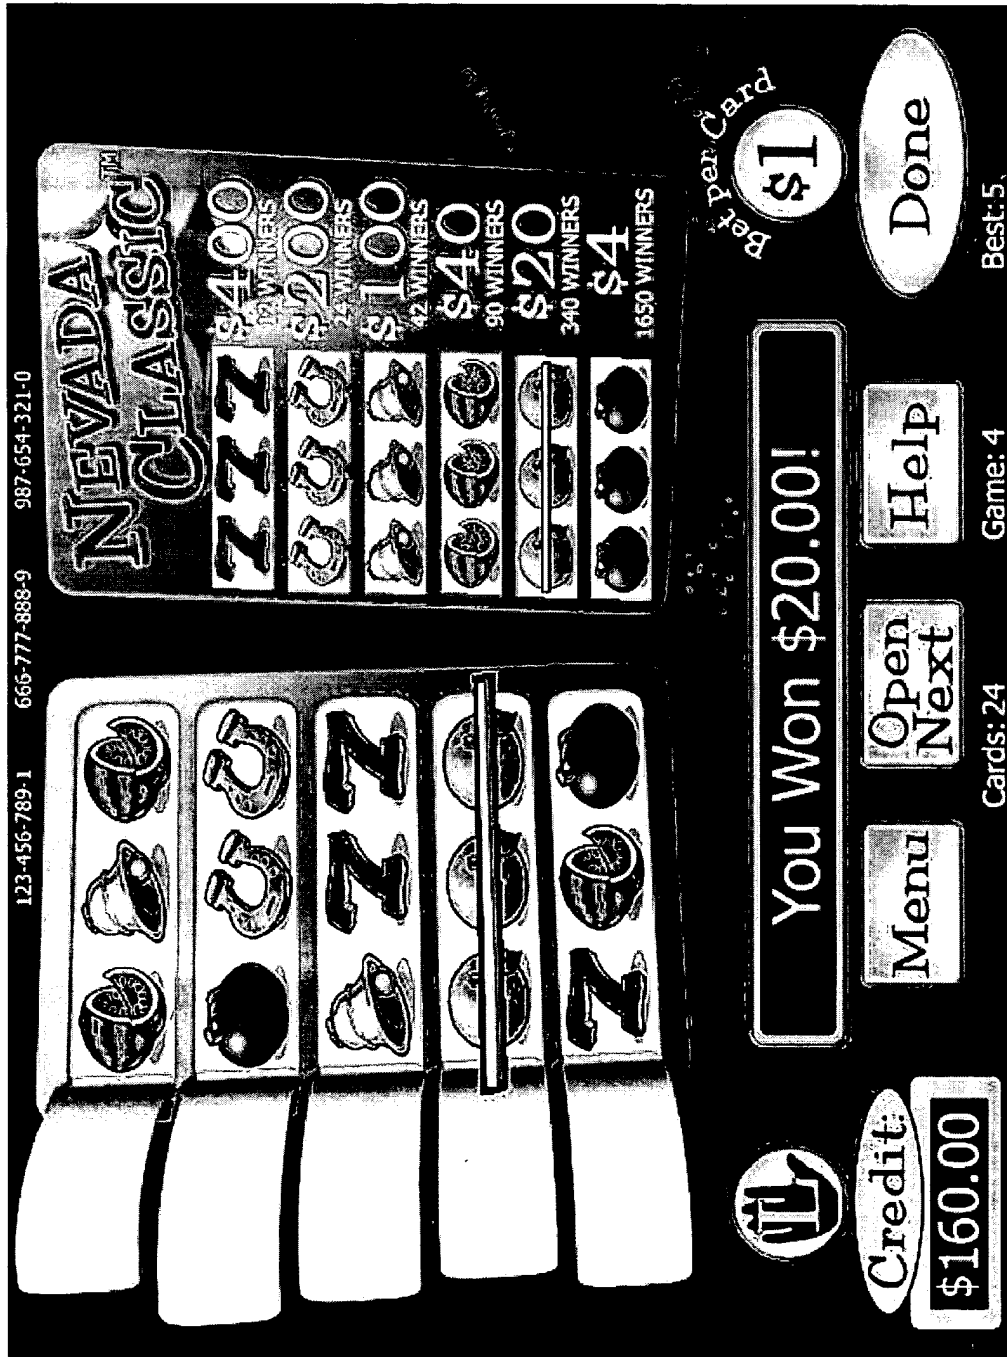 123-456-789-1 666-777-888-9 987-654-321-0
NEVADA
CLASSIC™
$400
12 WINNERS
$200
24 WINNERS
$100
42 WINNERS
$40
90 WINNERS
$20
340 WINNERS
$4
1650 WINNERS
Bet per Card
$1
You Won $20.00!
Credit:
$160.00
Menu
Open
Next
Help
Done
Cards: 24 Game: 4 Best: 5